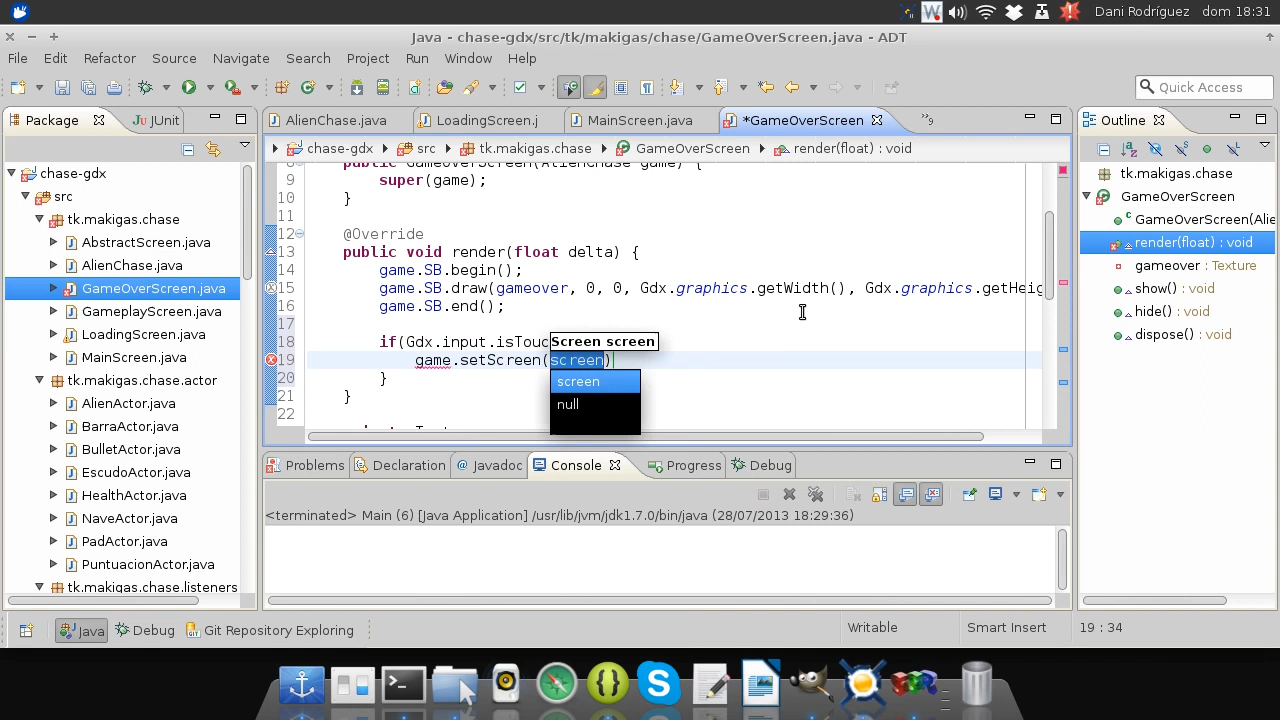 W
Dani Rodríguez
dom 18:31
Java - chase-gdx/src/tk/makigas/chase/GameOverScreen.java - ADT
File Edit Refactor Source Navigate Search Project Run Window Help
Quick Access
Package
JUnit
AlienChase.java
LoadingScreen.j
MainScreen.java
*GameOverScreen
»9
Outline
chase-gdx
src
tk.makigas.chase
GameOverScreen
render(float) : void
chase-gdx
src
tk.makigas.chase
AbstractScreen.java
AlienChase.java
GameOverScreen.java
GameplayScreen.java
LoadingScreen.java
MainScreen.java
tk.makigas.chase.actor
AlienActor.java
BarraActor.java
BulletActor.java
EscudoActor.java
HealthActor.java
NaveActor.java
PadActor.java
PuntuacionActor.java
tk.makigas.chase.listeners
9 super(game);
10 }
11
12 @Override
13 public void render(float delta) {
14 game.SB.begin();
15 game.SB.draw(gameover, 0, 0, Gdx.graphics.getWidth(), Gdx.graphics.getHeig
16 game.SB.end();
17
18 if(Gdx.input.isTouc
Screen screen
19 game.setScreen(screen)
screen
null
20 }
21 }
22
tk.makigas.chase
GameOverScreen
GameOverScreen(Alie
render(float) : void
gameover : Texture
show() : void
hide() : void
dispose() : void
Problems
Declaration
@ Javadoc
Console
Progress
Debug
<terminated> Main (6) [Java Application] /usr/lib/jvm/jdk1.7.0/bin/java (28/07/2013 18:29:36)
Java
Debug
Git Repository Exploring
Writable
Smart Insert
19 : 34